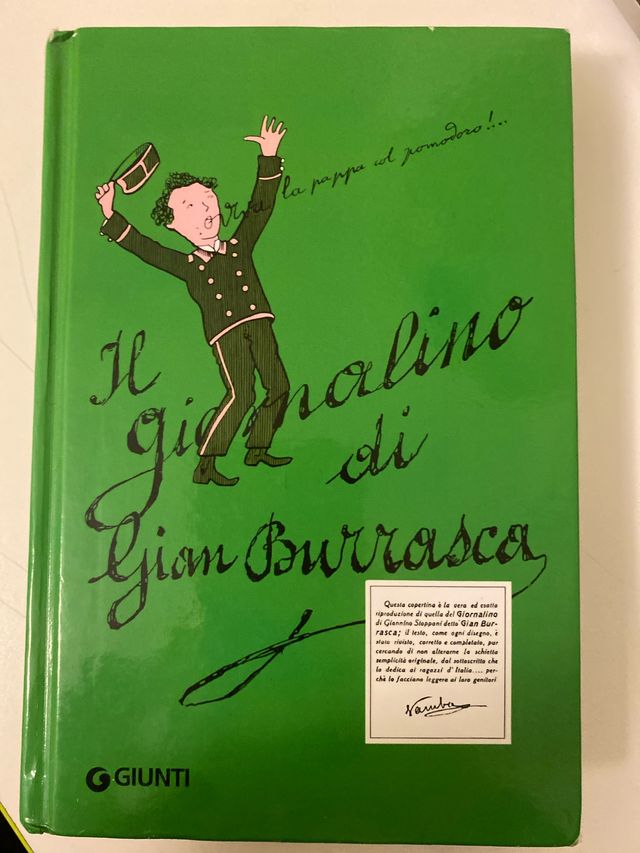 Viva la pappa col pomodoro!...
Il
giornalino
di
Gian Burrasca
Questa copertina è la vera ed esatta
riproduzione di quella del Giornalino
di Giannino Stoppani detto Gian Bur-
rasca; il testo, come ogni disegno, è
stato rivisto, corretto e completato, pur
cercando di non alterarne la schietta
semplicità originale, dal sottoscritto che
lo dedica ai ragazzi d'Italia.... per-
chè lo facciano leggere ai loro genitori
Vamba
GIUNTI